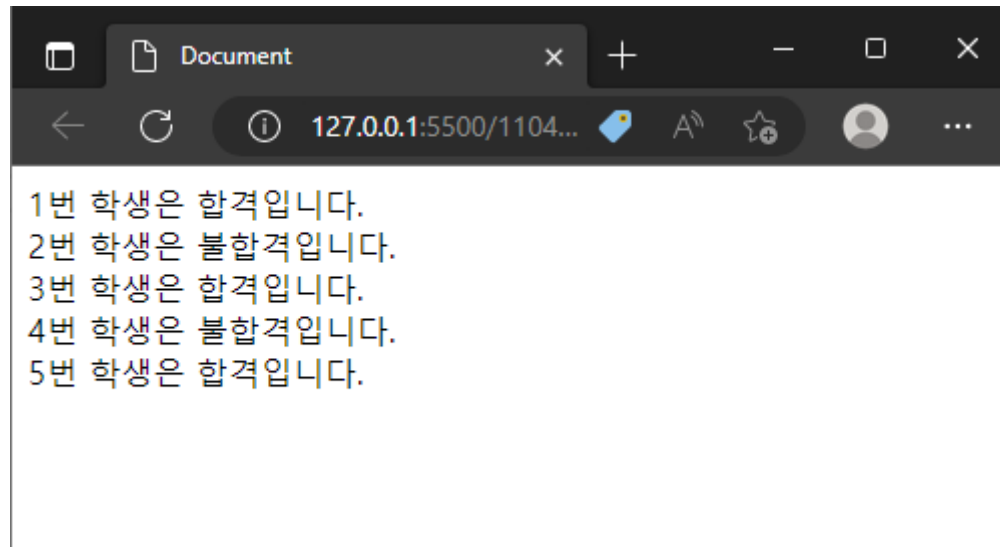 Document
127.0.0.1:5500/1104...
1번 학생은 합격입니다.
2번 학생은 불합격입니다.
3번 학생은 합격입니다.
4번 학생은 불합격입니다.
5번 학생은 합격입니다.